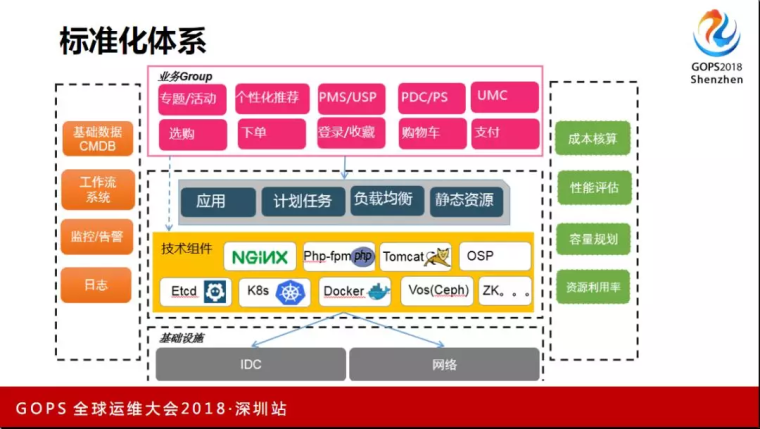 标准化体系
GOPS2018
Shenzhen
业务Group
专题/活动
个性化推荐
PMS/USP
PDC/PS
UMC
选购
下单
登录/收藏
购物车
支付
基础数据
CMDB
工作流
系统
监控/告警
日志
应用
计划任务
负载均衡
静态资源
技术组件
NGINX
Php-fpm
php
Tomcat
OSP
Etcd
K8s
Docker
Vos(Ceph)
ZK。。。
基础设施
IDC
网络
成本核算
性能评估
容量规划
资源利用率
GOPS 全球运维大会2018·深圳站